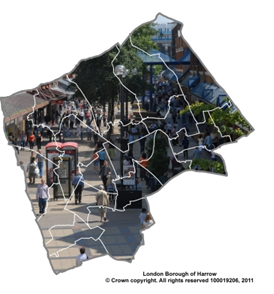 London Borough of Harrow
© Crown copyright. All rights reserved 100019206, 2011